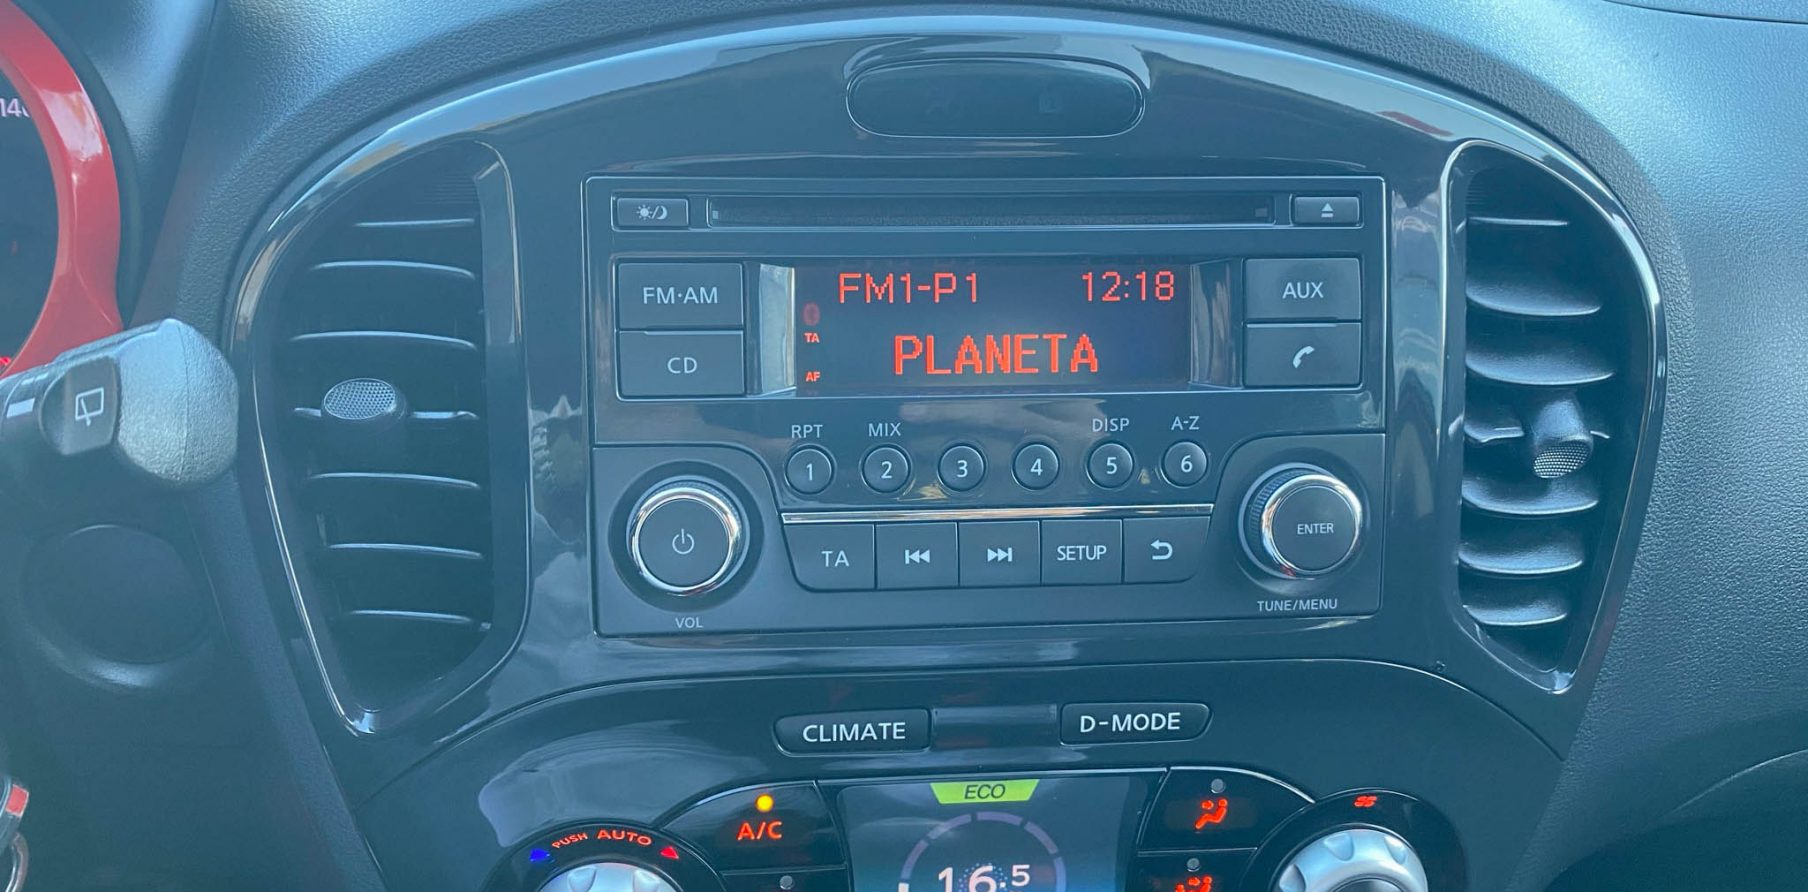 FM·AM
CD
FM1-P1 12:18
TA
AF
PLANETA
AUX
RPT MIX DISP A-Z
1 2 3 4 5 6
VOL
TA SETUP
ENTER
TUNE/MENU
CLIMATE D-MODE
ECO
PUSH AUTO
A/C
16.5